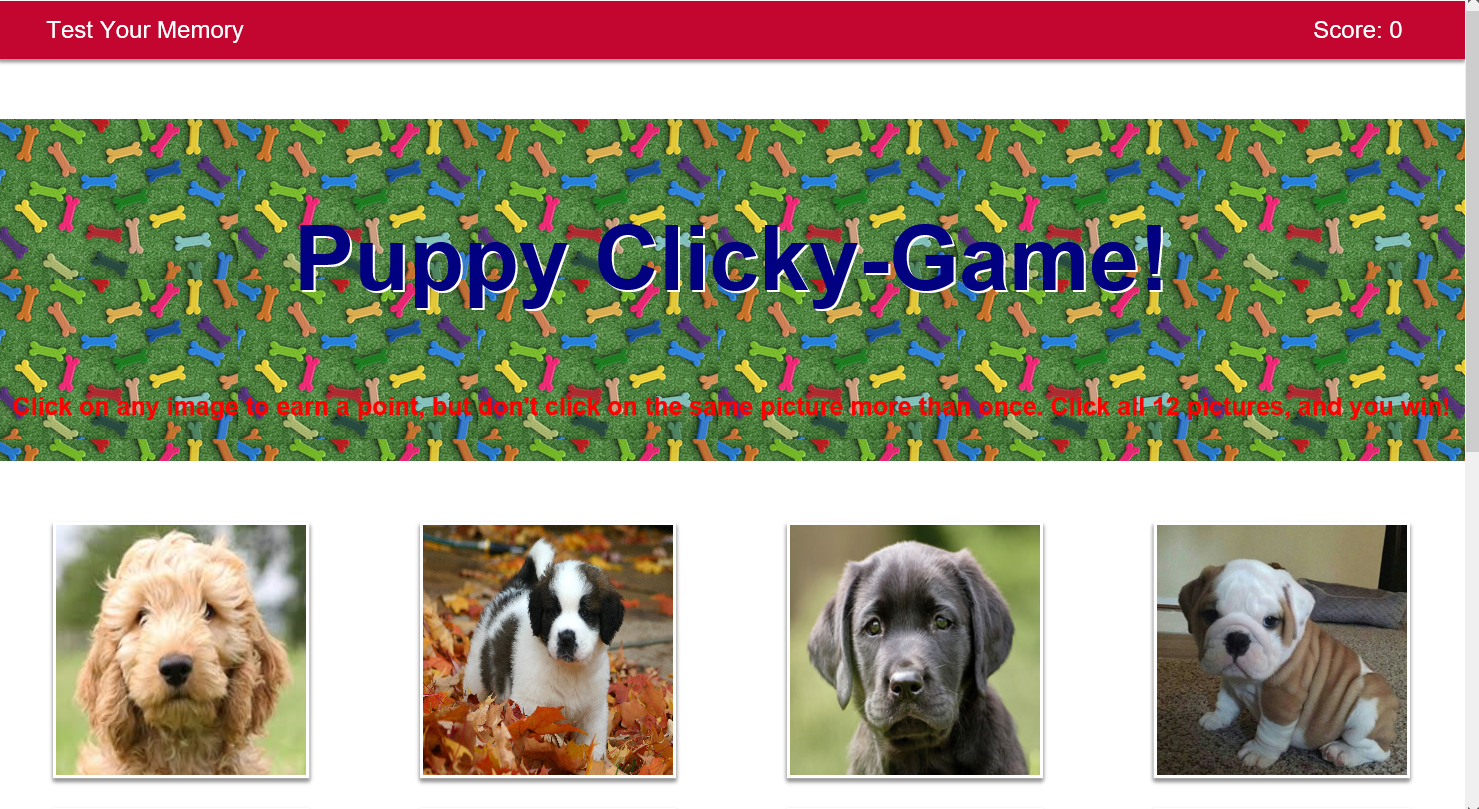 Test Your Memory
Score: 0
Puppy Clicky-Game!
Click on any image to earn a point, but don't click on the same picture more than once. Click all 12 pictures, and you win!